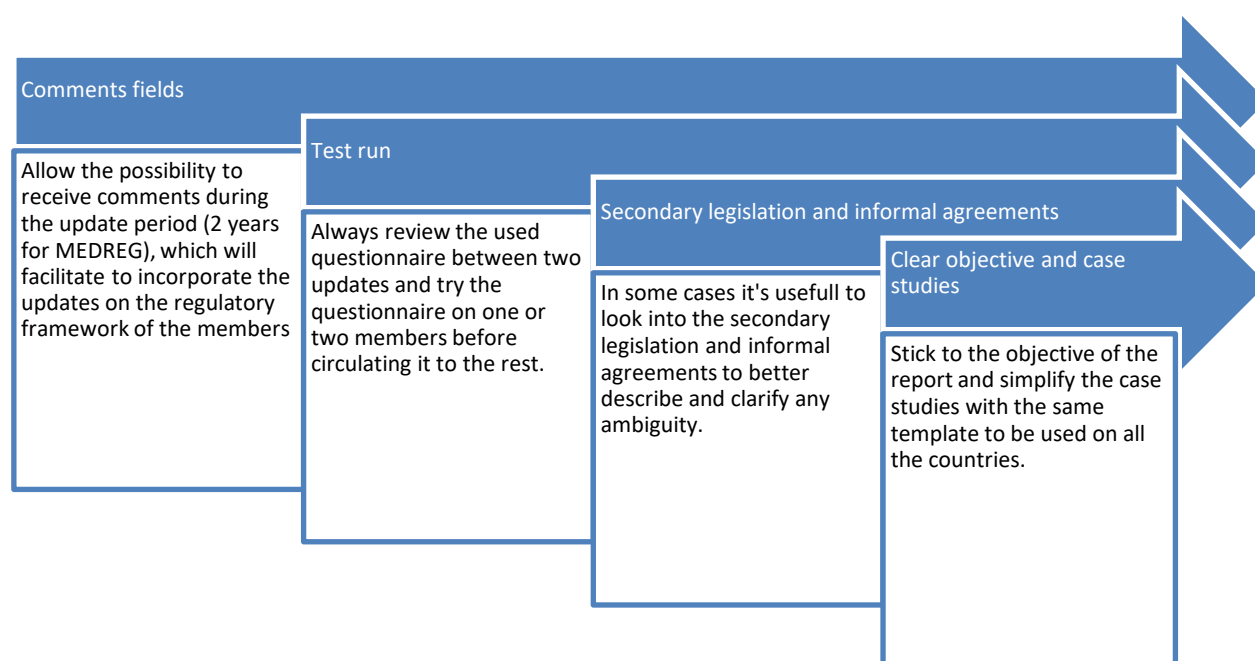 Comments fields
Allow the possibility to
receive comments during
the update period (2 years
for MEDREG), which will
facilitate to incorporate the
updates on the regulatory
framework of the members
Test run
Always review the used
questionnaire between two
updates and try the
questionnaire on one or
two members before
circulating it to the rest.
Secondary legislation and informal agreements
In some cases it's usefull to
look into the secondary
legislation and informal
agreements to better
describe and clarify any
ambiguity.
Clear objective and case
studies
Stick to the objective of the
report and simplify the case
studies with the same
template to be used on all
the countries.